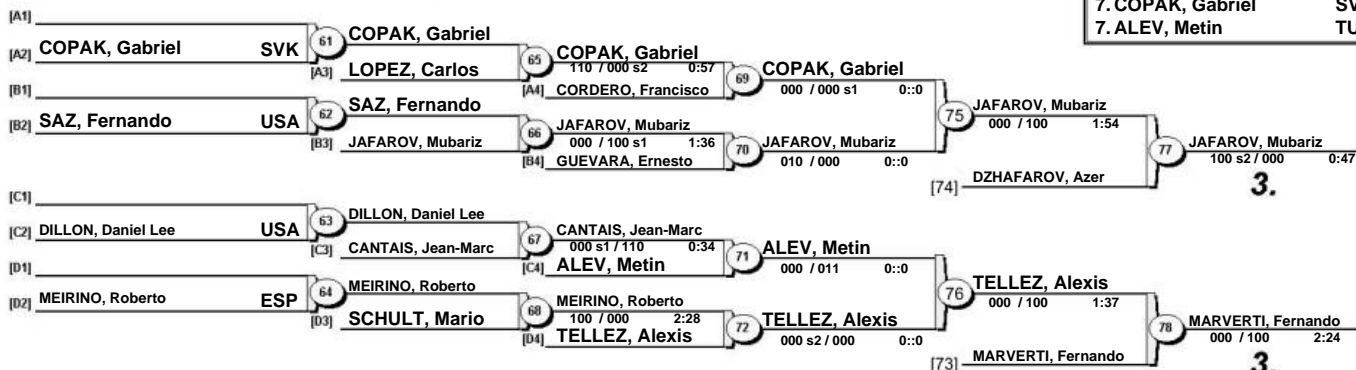 7. COPAK, Gabriel SV
7. ALEV, Metin TU
[A1]
[A2] COPAK, Gabriel SVK
61
COPAK, Gabriel
[A3] LOPEZ, Carlos
65
COPAK, Gabriel
110 / 000 s2 0:57
[A4] CORDERO, Francisco
69
COPAK, Gabriel
000 / 000 s1 0::0
[B1]
[B2] SAZ, Fernando USA
62
SAZ, Fernando
[B3] JAFAROV, Mubariz
66
JAFAROV, Mubariz
000 / 100 s1 1:36
[B4] GUEVARA, Ernesto
70
JAFAROV, Mubariz
010 / 000 0::0
75
JAFAROV, Mubariz
000 / 100 1:54
[74] DZHAFAROV, Azer
77
JAFAROV, Mubariz
100 s2 / 000 0:47
3.
[C1]
[C2] DILLON, Daniel Lee USA
63
DILLON, Daniel Lee
[C3] CANTAIS, Jean-Marc
67
CANTAIS, Jean-Marc
000 s1 / 110 0:34
[C4] ALEV, Metin
71
ALEV, Metin
000 / 011 0::0
[D1]
[D2] MEIRINO, Roberto ESP
64
MEIRINO, Roberto
[D3] SCHULT, Mario
68
MEIRINO, Roberto
100 / 000 2:28
[D4] TELLEZ, Alexis
72
TELLEZ, Alexis
000 s2 / 000 0::0
76
TELLEZ, Alexis
000 / 100 1:37
[73] MARVERTI, Fernando
78
MARVERTI, Fernando
000 / 100 2:24
3.